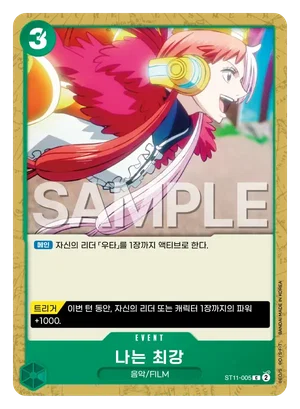 3
SAMPLE
메인 자신의 리더 「우타」를 1장까지 액티브로 한다.
트리거 이번 턴 동안, 자신의 리더 또는 캐릭터 1장까지의 파워
+1000.
EVENT
나는 최강
음악/FILM
ST11-005 C 2